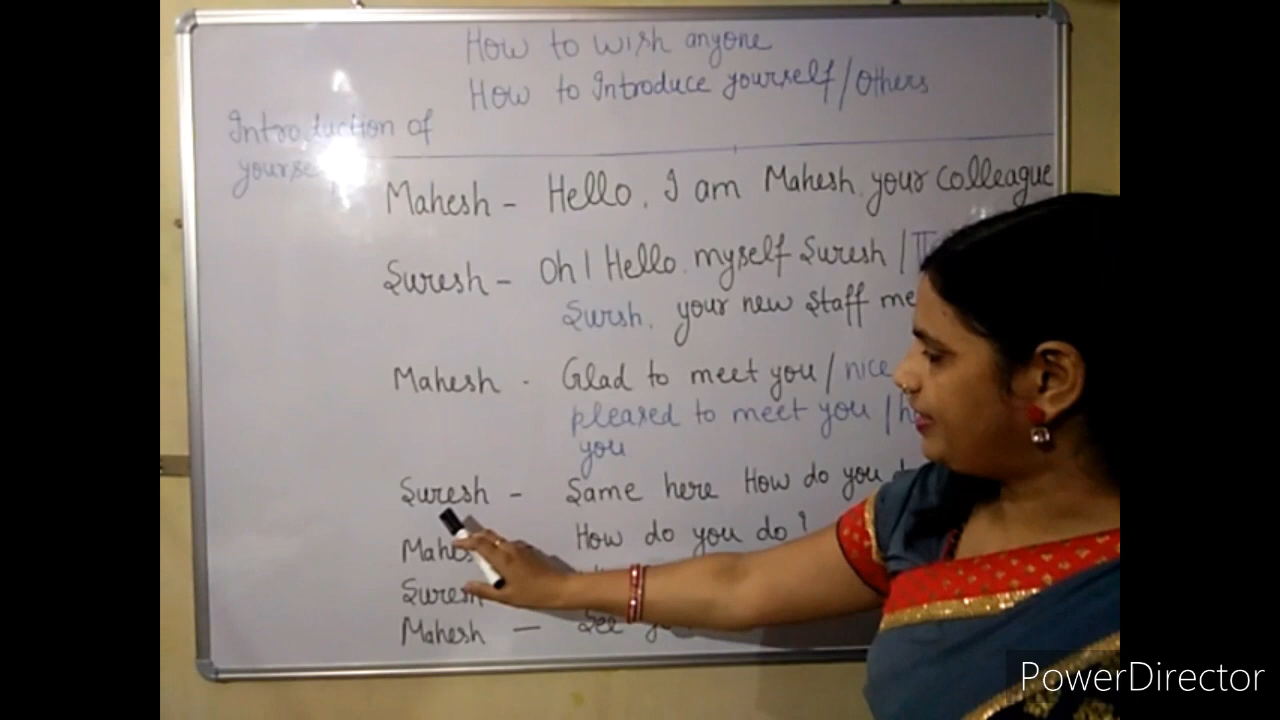 How to wish anyone
How to Introduce yourself/Others
Introduction of
Mahesh - Hello, I am Mahesh, your colleague
Suresh - Oh! Hello, myself Suresh /
Sursh, your new Staff
Mahesh - Glad to meet you/ nice
pleased to meet you /
you
Suresh - Same here How do you
How do you do?
Suresh
Mahesh - See
PowerDirector